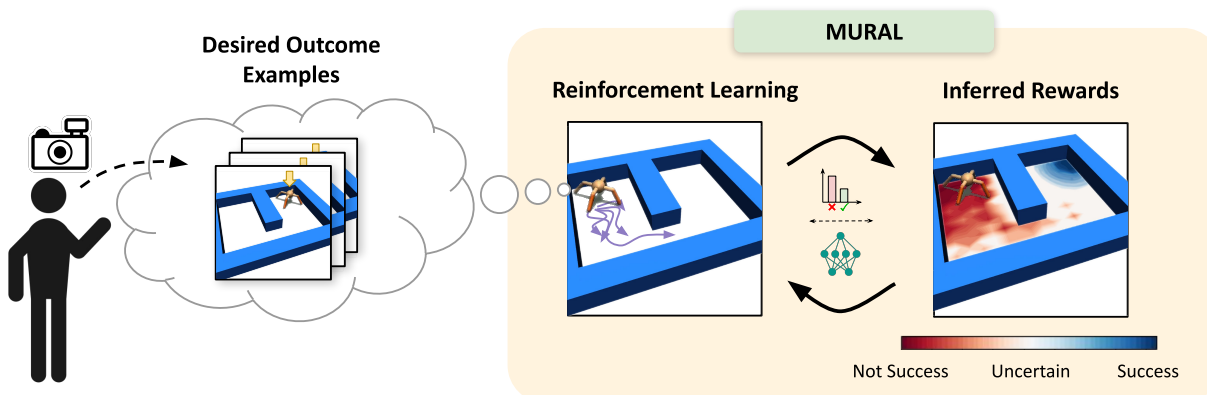 Desired Outcome
Examples
MURAL
Reinforcement Learning
Inferred Rewards
Not Success
Uncertain
Success